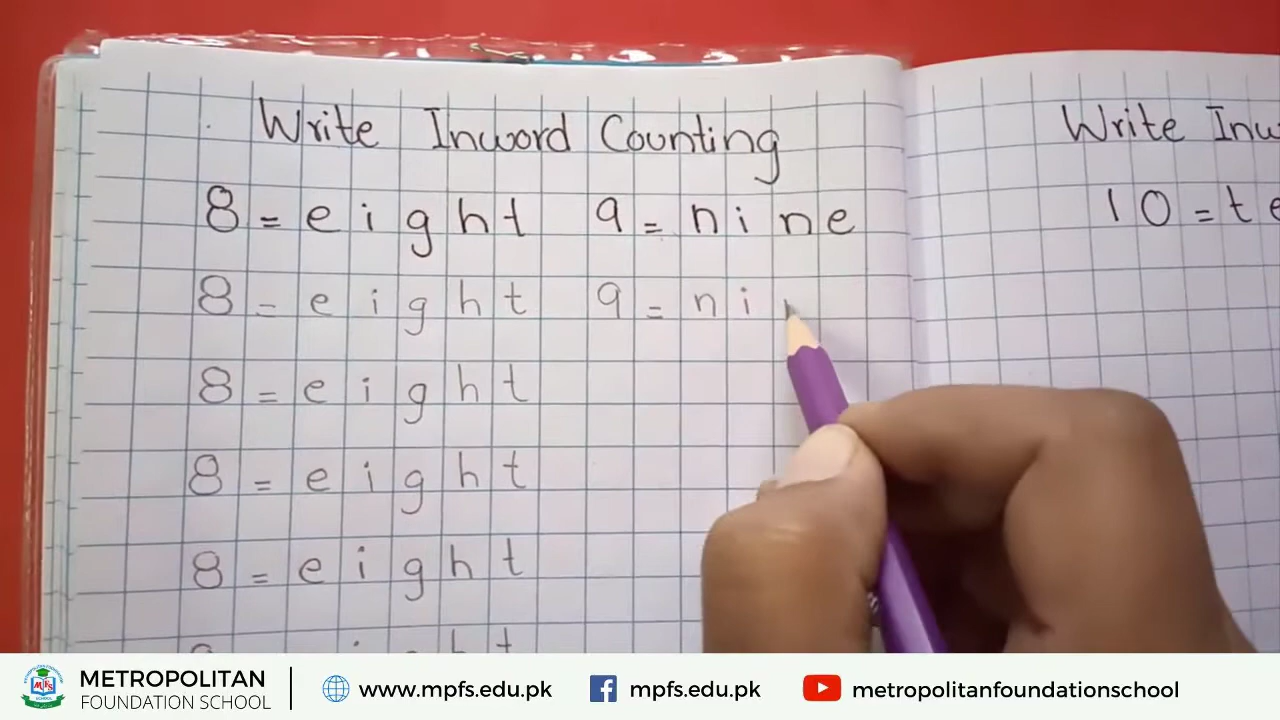 Write Inword Counting
8 = eight 9 = nine
8 = eight 9 = ni
8 = eight
8 = eight
8 = eight
Write Inw
10 = te
METROPOLITAN
FOUNDATION SCHOOL
www.mpfs.edu.pk
mpfs.edu.pk
metropolitanfoundationschool